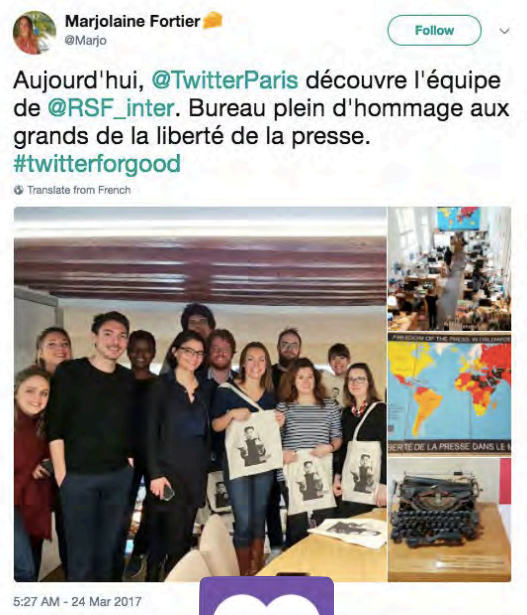 Marjolaine Fortier
@Marjo
Follow
Aujourd'hui, @TwitterParis découvre l'équipe
de @RSF_inter. Bureau plein d'hommage aux
grands de la liberté de la presse.
#twitterforgood
Translate from French
FREEDOM OF THE PRESS IN
BERTÉ DE LA PRESSE DANS LE M
5:27 AM - 24 Mar 2017